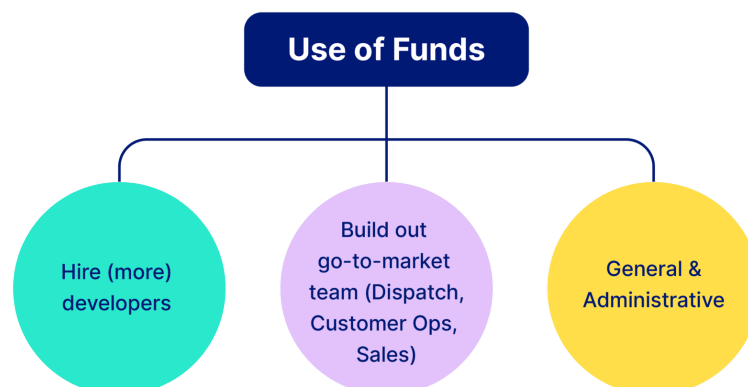 Use of Funds
Hire (more)
developers
Build out
go-to-market
team (Dispatch,
Customer Ops,
Sales)
General &
Administrative